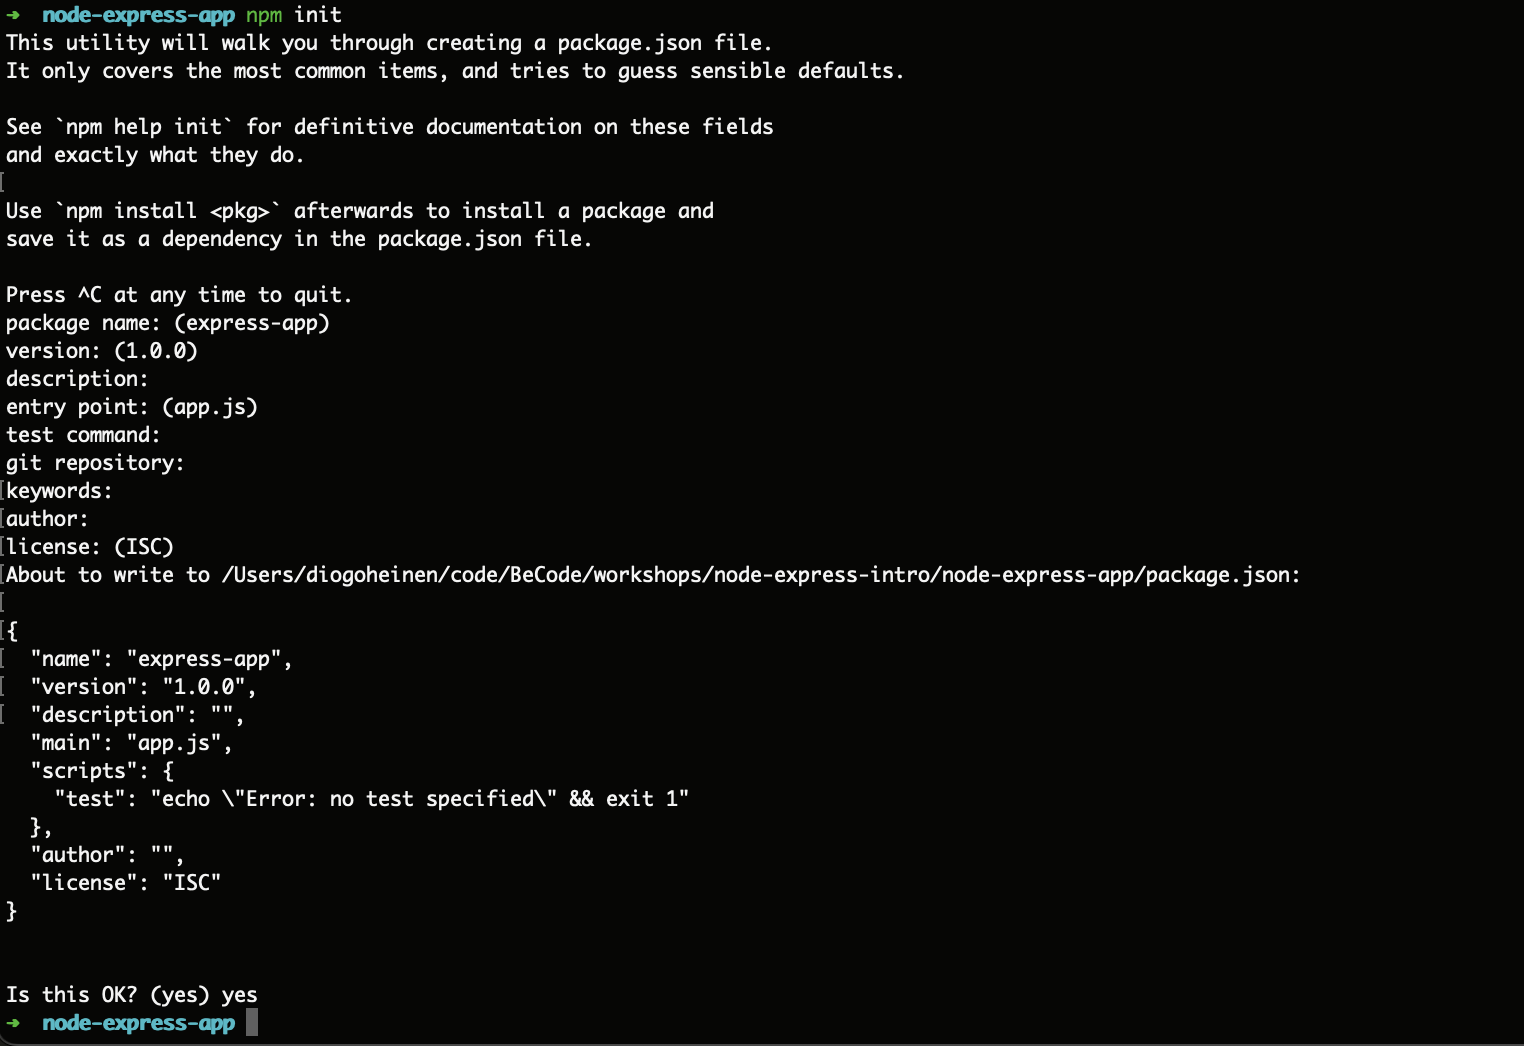 ➜  node-express-app npm init
This utility will walk you through creating a package.json file.
It only covers the most common items, and tries to guess sensible defaults.

See `npm help init` for definitive documentation on these fields
and exactly what they do.

Use `npm install <pkg>` afterwards to install a package and
save it as a dependency in the package.json file.

Press ^C at any time to quit.
package name: (express-app)
version: (1.0.0)
description:
entry point: (app.js)
test command:
git repository:
keywords:
author:
license: (ISC)
About to write to /Users/diogoheinen/code/BeCode/workshops/node-express-intro/node-express-app/package.json:

{
  "name": "express-app",
  "version": "1.0.0",
  "description": "",
  "main": "app.js",
  "scripts": {
    "test": "echo \"Error: no test specified\" && exit 1"
  },
  "author": "",
  "license": "ISC"
}


Is this OK? (yes) yes
➜  node-express-app